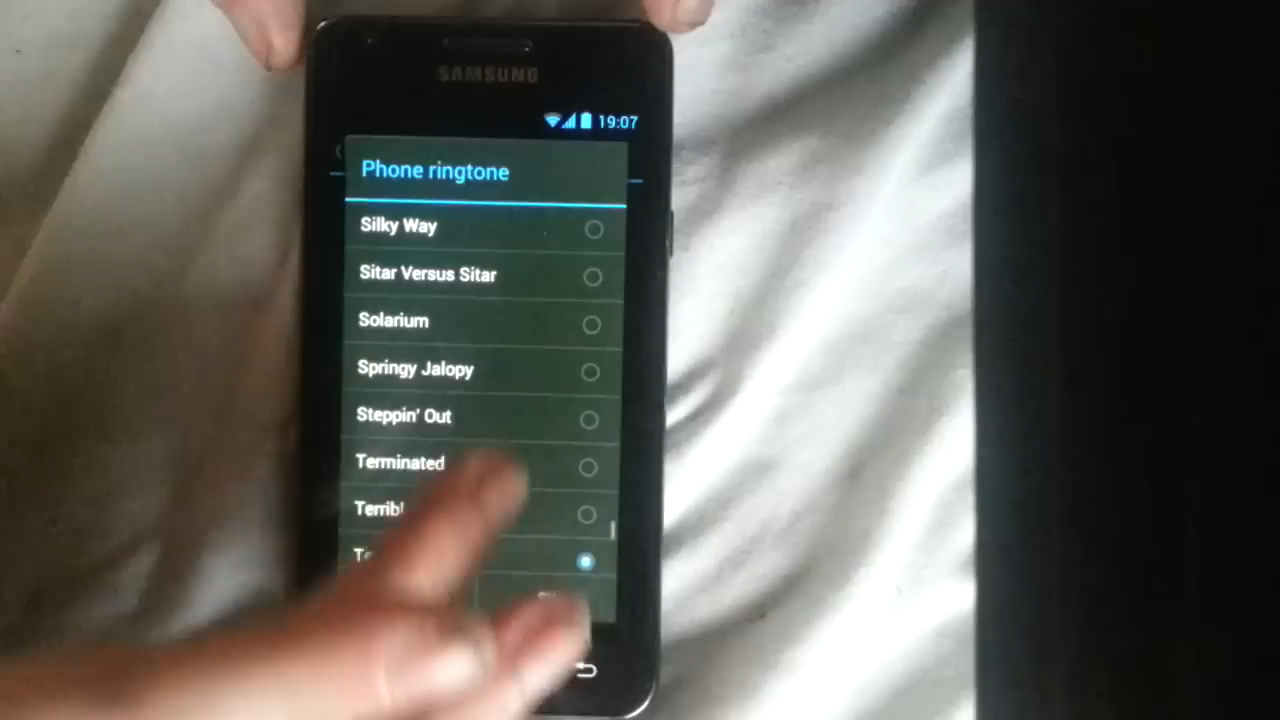 SAMSUNG
19:07
Phone ringtone
Silky Way
Sitar Versus Sitar
Solarium
Springy Jalopy
Steppin' Out
Terminated